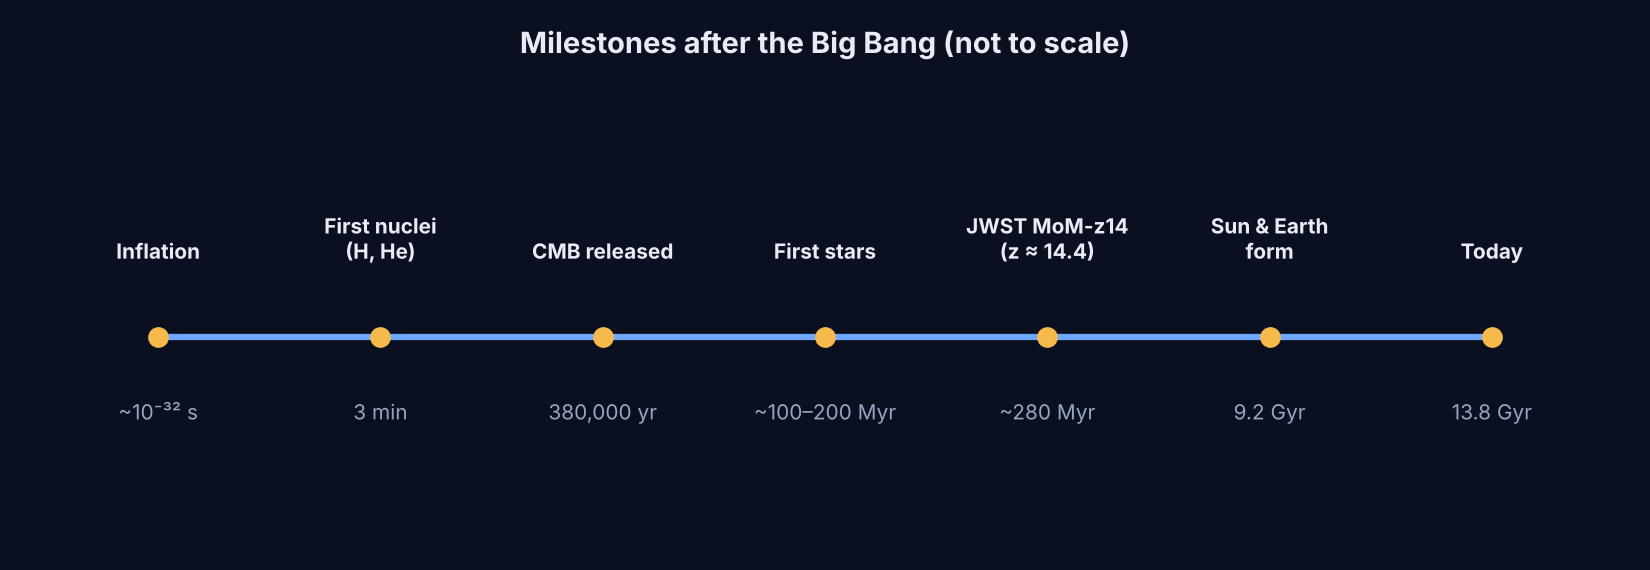 Milestones after the Big Bang (not to scale)
Inflation
First nuclei
(H, He)
CMB released
First stars
JWST MoM-z14
(z ≈ 14.4)
Sun & Earth
form
Today
~10⁻³² s
3 min
380,000 yr
~100–200 Myr
~280 Myr
9.2 Gyr
13.8 Gyr